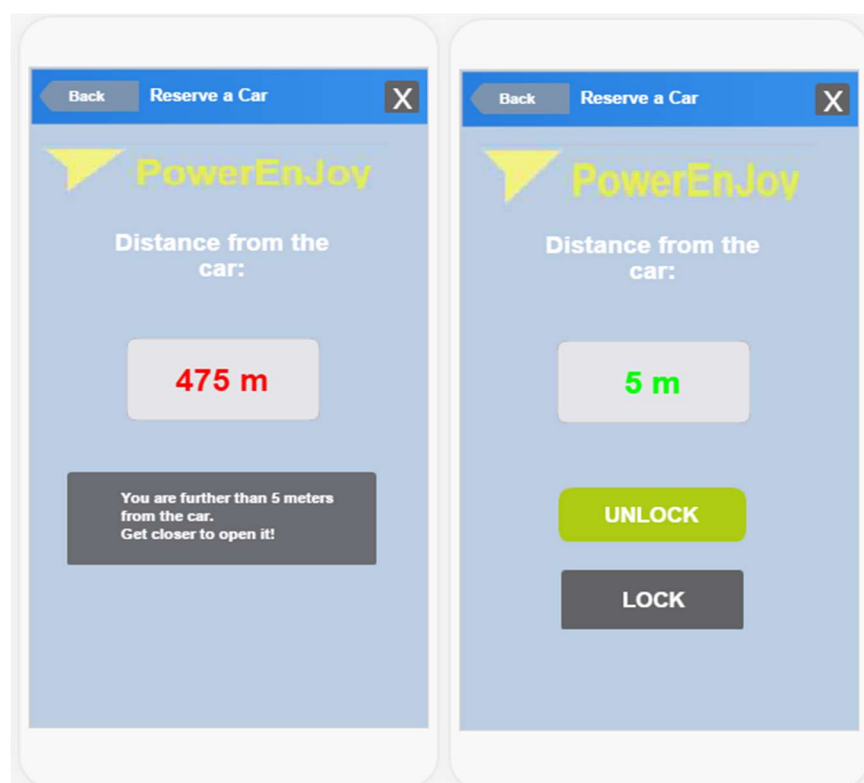 Back Reserve a Car X
PowerEnJoy
Distance from the
car:
475 m
You are further than 5 meters
from the car.
Get closer to open it!
Back Reserve a Car X
PowerEnJoy
Distance from the
car:
5 m
UNLOCK
LOCK